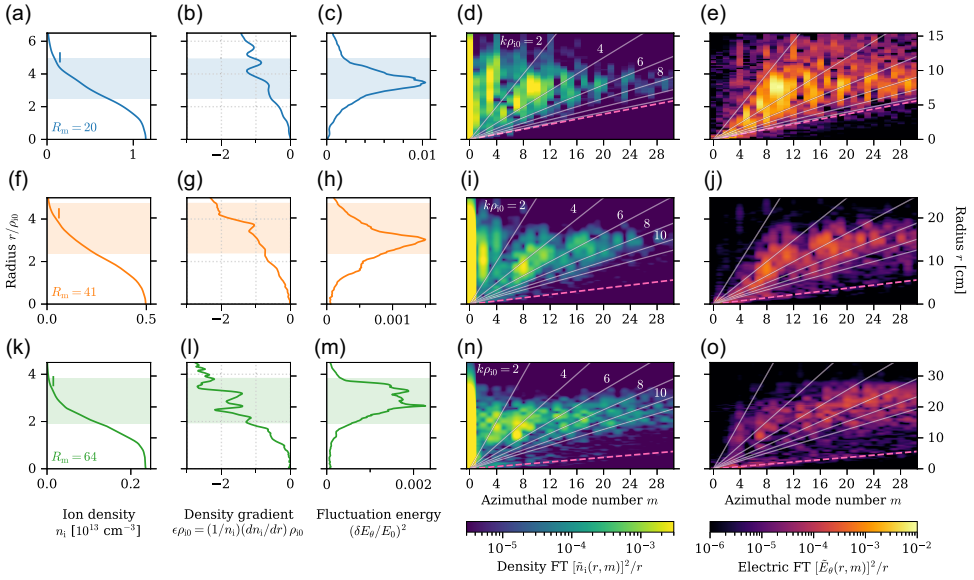 (a) (b) (c) (d) (e)
6
4
2
0
Radius r/ρi0
R_m = 20
0 1
−2 0
0 0.01
kρi0 = 2 4 6 8
0 4 8 12 16 20 24 28
0 4 8 12 16 20 24 28
15
10
5
0
(f) (g) (h) (i) (j)
4
2
0
R_m = 41
0.0 0.5
−2 0
0 0.001
kρi0 = 2 4 6 8 10
0 4 8 12 16 20 24 28
0 4 8 12 16 20 24 28
20
10
0
Radius r [cm]
(k) (l) (m) (n) (o)
4
2
0
R_m = 64
0.0 0.2
−2 0
0 0.002
kρi0 = 2 4 6 8 10
0 4 8 12 16 20 24 28
0 4 8 12 16 20 24 28
30
20
10
0
Ion density
n_i [10^13 cm^−3]
Density gradient
ϵρi0 = (1/n_i)(dn_i/dr) ρi0
Fluctuation energy
(δE_θ/E_0)^2
Azimuthal mode number m
Azimuthal mode number m
10^−5 10^−4 10^−3
Density FT [ñ_i(r, m)]^2/r
10^−6 10^−5 10^−4 10^−3 10^−2
Electric FT [Ẽ_θ(r, m)]^2/r